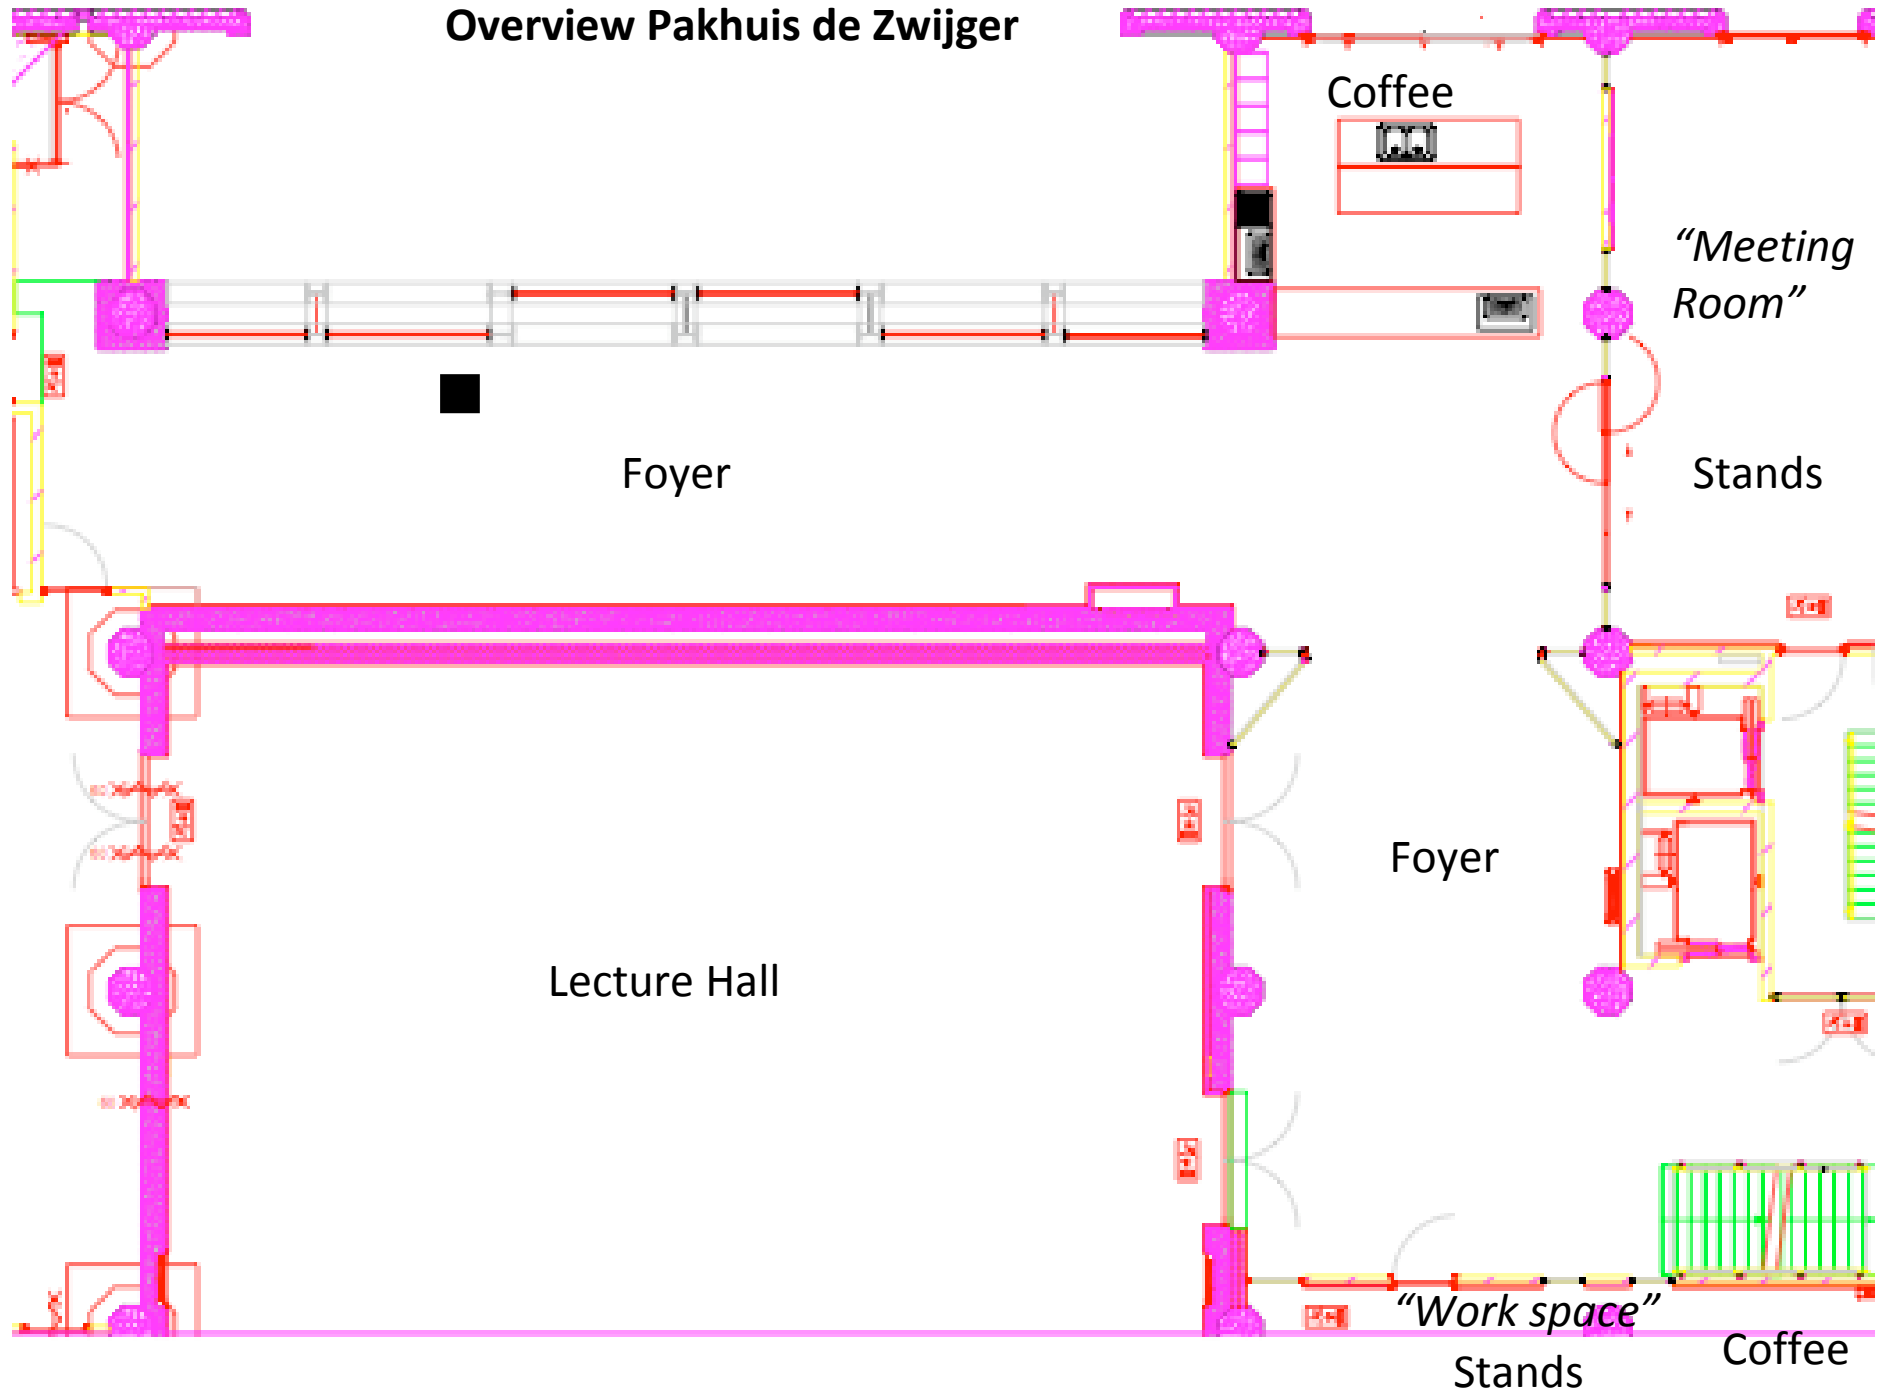 Overview Pakhuis de Zwijger
Coffee
“Meeting
Room”
Foyer
Stands
Foyer
Lecture Hall
“Work space”
Coffee
Stands